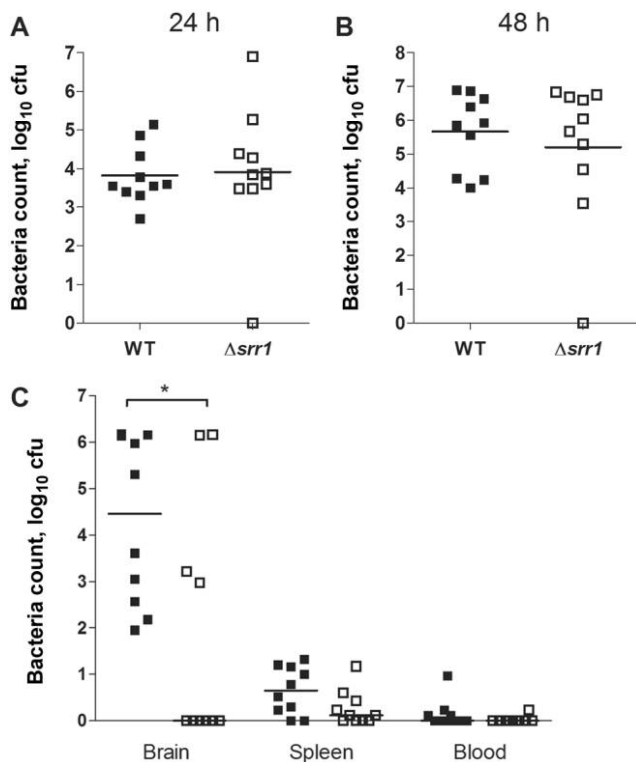 A
24 h
Bacteria count, log10 cfu
7
6
5
4
3
2
1
0
WT
Δsrr1
B
48 h
Bacteria count, log10 cfu
8
7
6
5
4
3
2
1
0
WT
Δsrr1
C
Bacteria count, log10 cfu
7
6
5
4
3
2
1
0
*
Brain
Spleen
Blood